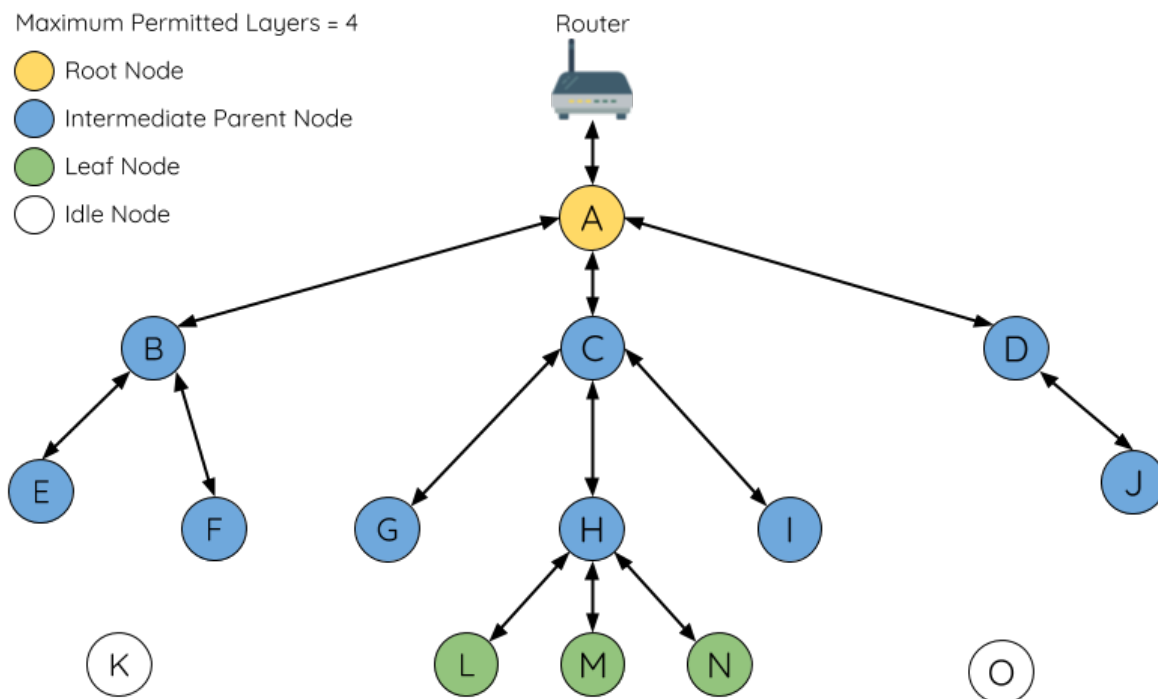 Maximum Permitted Layers = 4
Router
Root Node
Intermediate Parent Node
Leaf Node
Idle Node
A
B
C
D
E
F
G
H
I
J
K
L
M
N
O